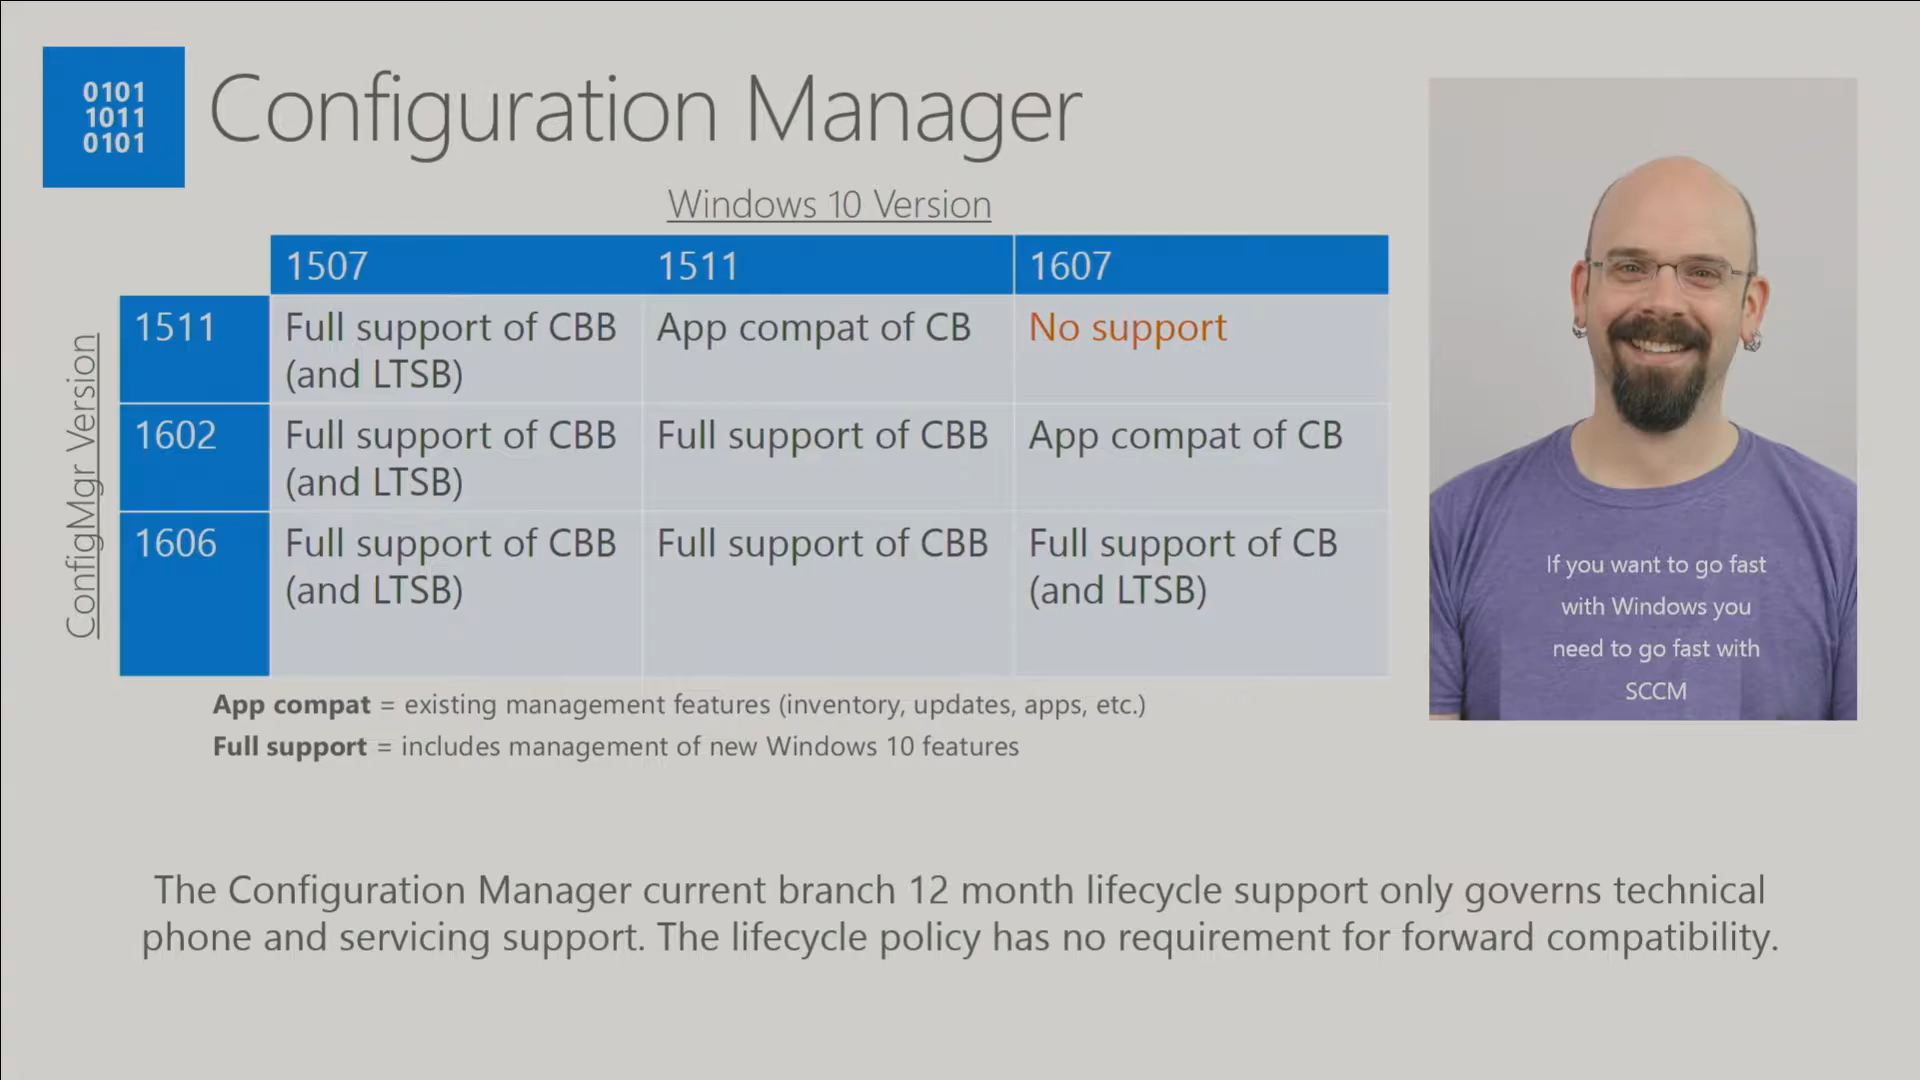 0101
1011
0101
Configuration Manager
Windows 10 Version
ConfigMgr Version
1507
1511
1607
1511
Full support of CBB
(and LTSB)
App compat of CB
No support
1602
Full support of CBB
(and LTSB)
Full support of CBB
App compat of CB
1606
Full support of CBB
(and LTSB)
Full support of CBB
Full support of CB
(and LTSB)
App compat = existing management features (inventory, updates, apps, etc.)
Full support = includes management of new Windows 10 features
If you want to go fast
with Windows you
need to go fast with
SCCM
The Configuration Manager current branch 12 month lifecycle support only governs technical
phone and servicing support. The lifecycle policy has no requirement for forward compatibility.